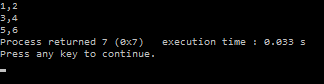 1,2
3,4
5,6
Process returned 7 (0x7)   execution time : 0.033 s
Press any key to continue.